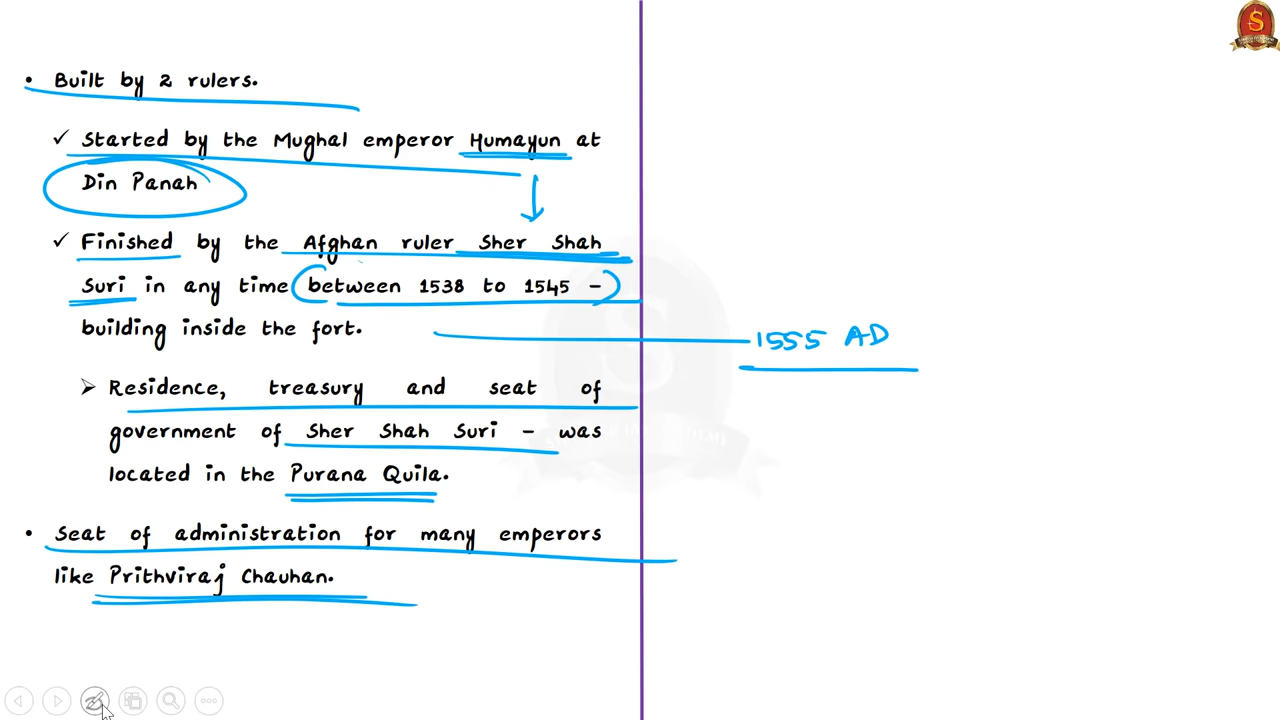 • Built by 2 rulers.
✓ Started by the Mughal emperor Humayun at
Din Panah
✓ Finished by the Afghan ruler Sher Shah
Suri in any time between 1538 to 1545 -
building inside the fort.
1555 AD
➢ Residence, treasury and seat of
government of Sher Shah Suri - was
located in the Purana Quila.
• Seat of administration for many emperors
like Prithviraj Chauhan.